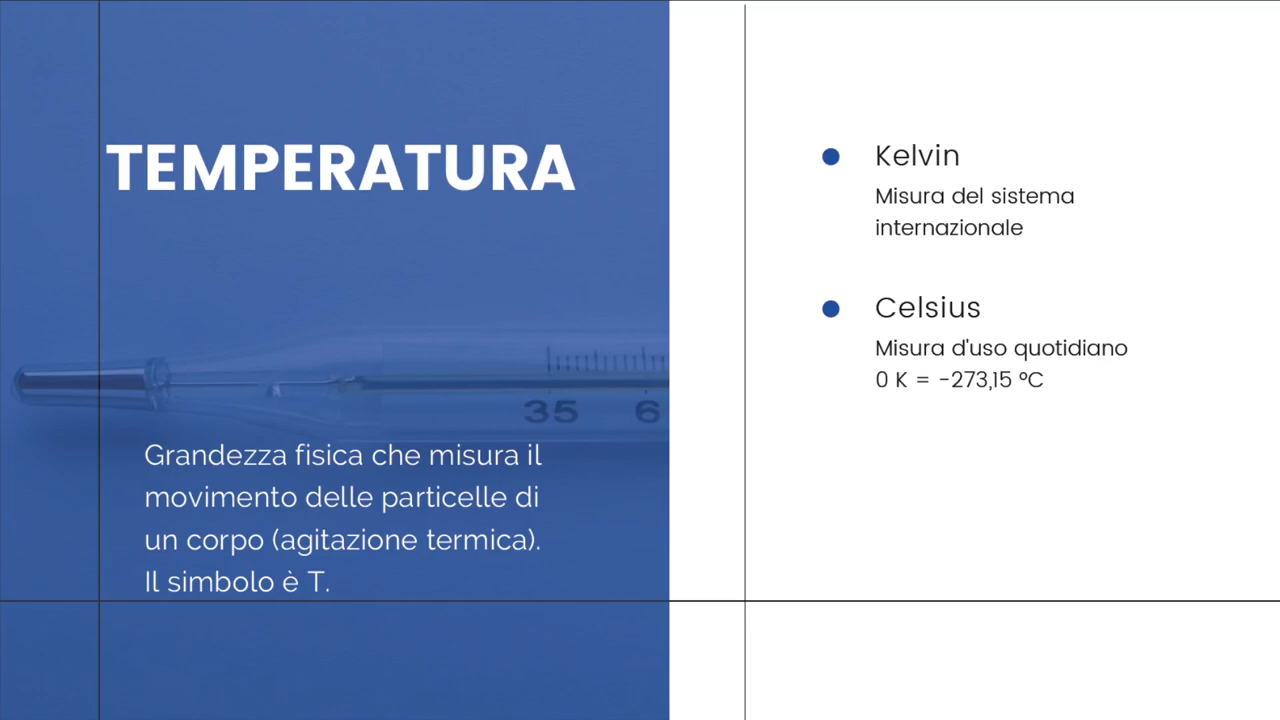 TEMPERATURA
35 6
Grandezza fisica che misura il
movimento delle particelle di
un corpo (agitazione termica).
Il simbolo è T.
Kelvin
Misura del sistema
internazionale
Celsius
Misura d'uso quotidiano
0 K = -273,15 °C